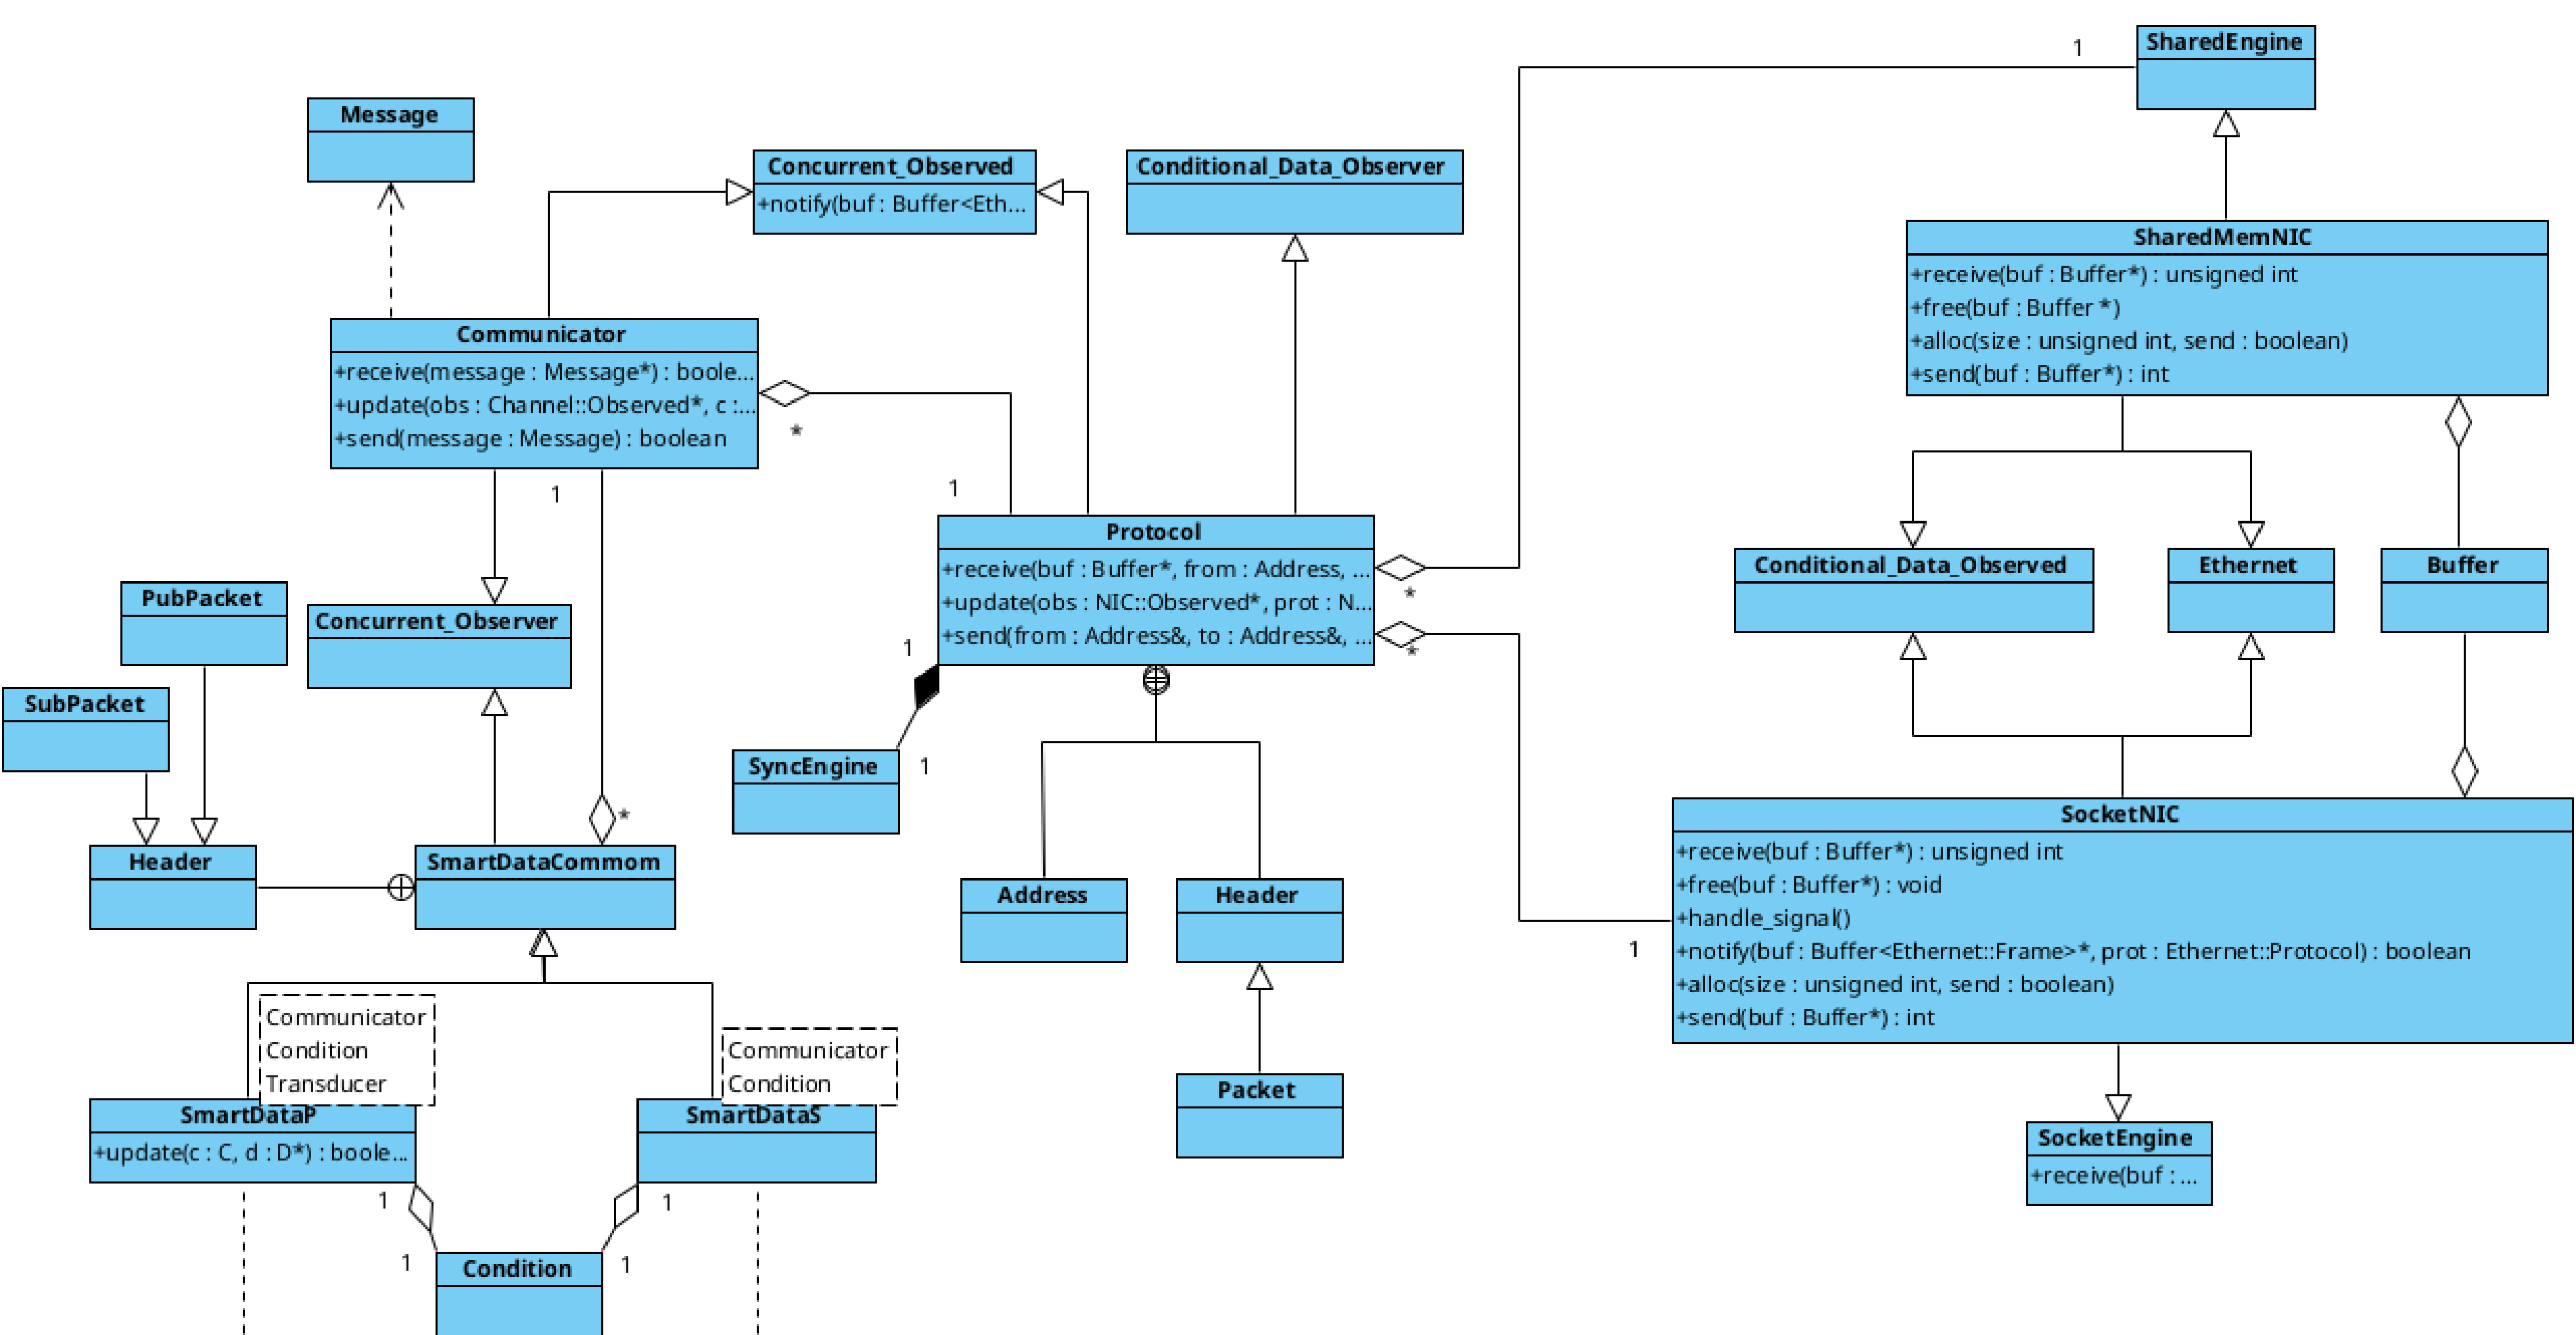 1
SharedEngine
Message
Concurrent_Observed
+notify(buf : Buffer<Eth...
Conditional_Data_Observer
SharedMemNIC
+receive(buf : Buffer*) : unsigned int
+free(buf : Buffer *)
+alloc(size : unsigned int, send : boolean)
+send(buf : Buffer*) : int
Communicator
+receive(message : Message*) : boole...
+update(obs : Channel::Observed*, c :...
+send(message : Message) : boolean
*
1
1
Protocol
+receive(buf : Buffer*, from : Address, ...
+update(obs : NIC::Observed*, prot : N...
+send(from : Address&, to : Address&, ...
*
*
1
Conditional_Data_Observed
Ethernet
Buffer
PubPacket
Concurrent_Observer
SubPacket
SyncEngine
1
*
SocketNIC
+receive(buf : Buffer*) : unsigned int
+free(buf : Buffer*) : void
+handle_signal()
+notify(buf : Buffer<Ethernet::Frame>*, prot : Ethernet::Protocol) : boolean
+alloc(size : unsigned int, send : boolean)
+send(buf : Buffer*) : int
1
Header
SmartDataCommom
Address
Header
Communicator
Condition
Transducer
Communicator
Condition
SmartDataP
+update(c : C, d : D*) : boole...
SmartDataS
Packet
SocketEngine
+receive(buf : ...
1
1
1
1
Condition